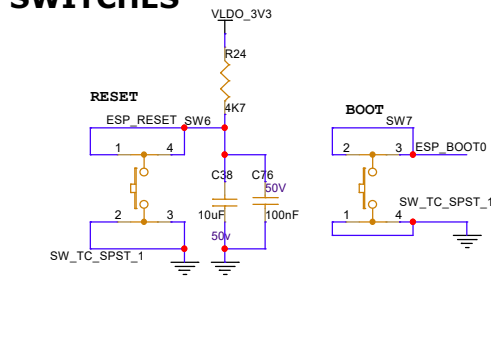 SWITCHES
VLDO_3V3
R24
4K7
RESET
ESP_RESET
SW6
1
4
2
3
SW_TC_SPST_1
C38
10uF
50v
C76
50V
100nF
BOOT
SW7
2
3
ESP_BOOT0
1
4
SW_TC_SPST_1